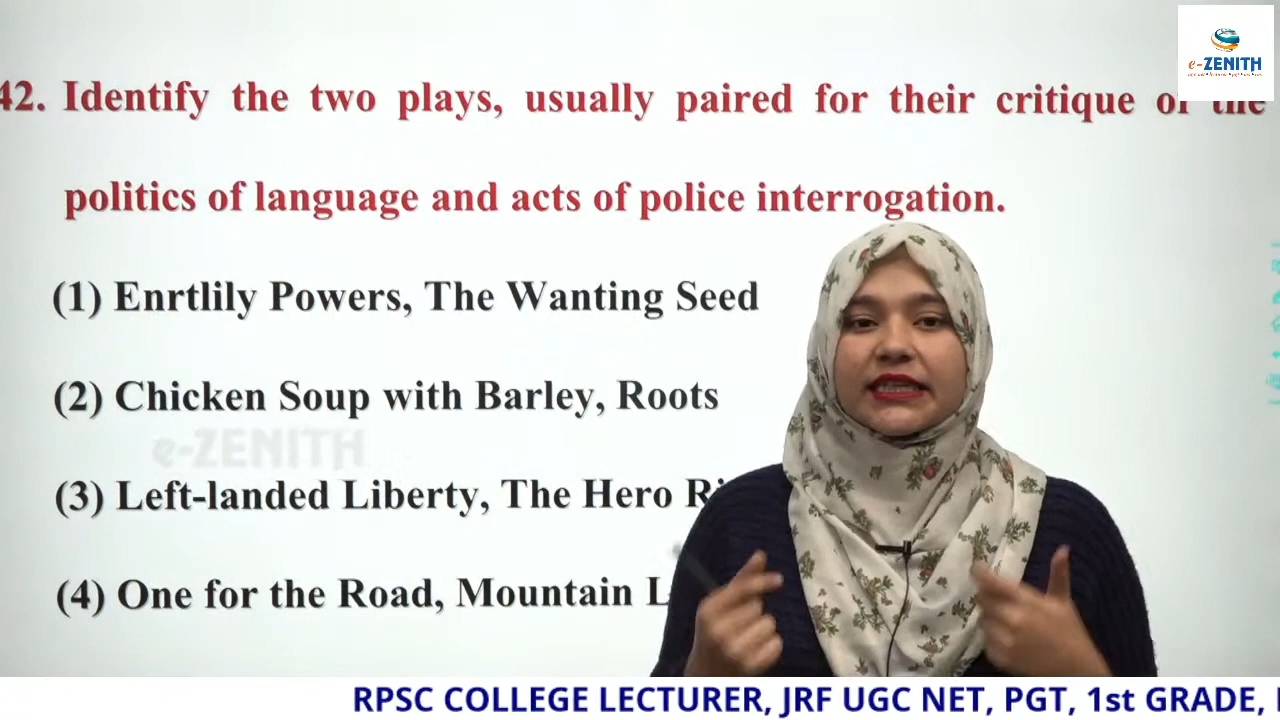 e-ZENITH
42. Identify the two plays, usually paired for their critique of the
politics of language and acts of police interrogation.
(1) Enrtlily Powers, The Wanting Seed
(2) Chicken Soup with Barley, Roots
e-ZENITH
(3) Left-landed Liberty, The Hero Ri
(4) One for the Road, Mountain L
RPSC COLLEGE LECTURER, JRF UGC NET, PGT, 1st GRADE,